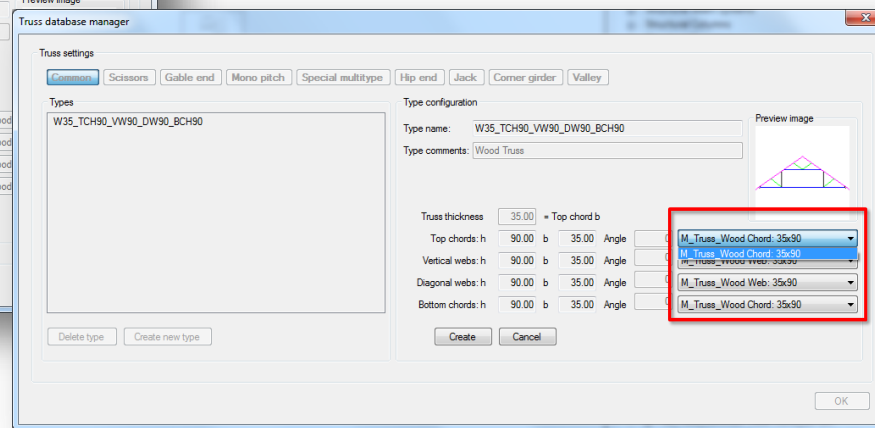 Preview image
Truss database manager
Truss settings
Common Scissors Gable end Mono pitch Special multitype Hip end Jack Corner girder Valley
Types
W35_TCH90_VW90_DW90_BCH90
Type configuration
Type name: W35_TCH90_VW90_DW90_BCH90
Type comments: Wood Truss
Preview image
Truss thickness 35.00 = Top chord b
Top chords: h 90.00 b 35.00 Angle 0 M_Truss_Wood Chord: 35x90
M_Truss_Wood Chord: 35x90
Vertical webs: h 90.00 b 35.00 Angle 0 M_Truss_Wood Web: 35x90
Diagonal webs: h 90.00 b 35.00 Angle 0 M_Truss_Wood Web: 35x90
Bottom chords: h 90.00 b 35.00 Angle 0 M_Truss_Wood Chord: 35x90
Delete type Create new type
Create Cancel
OK